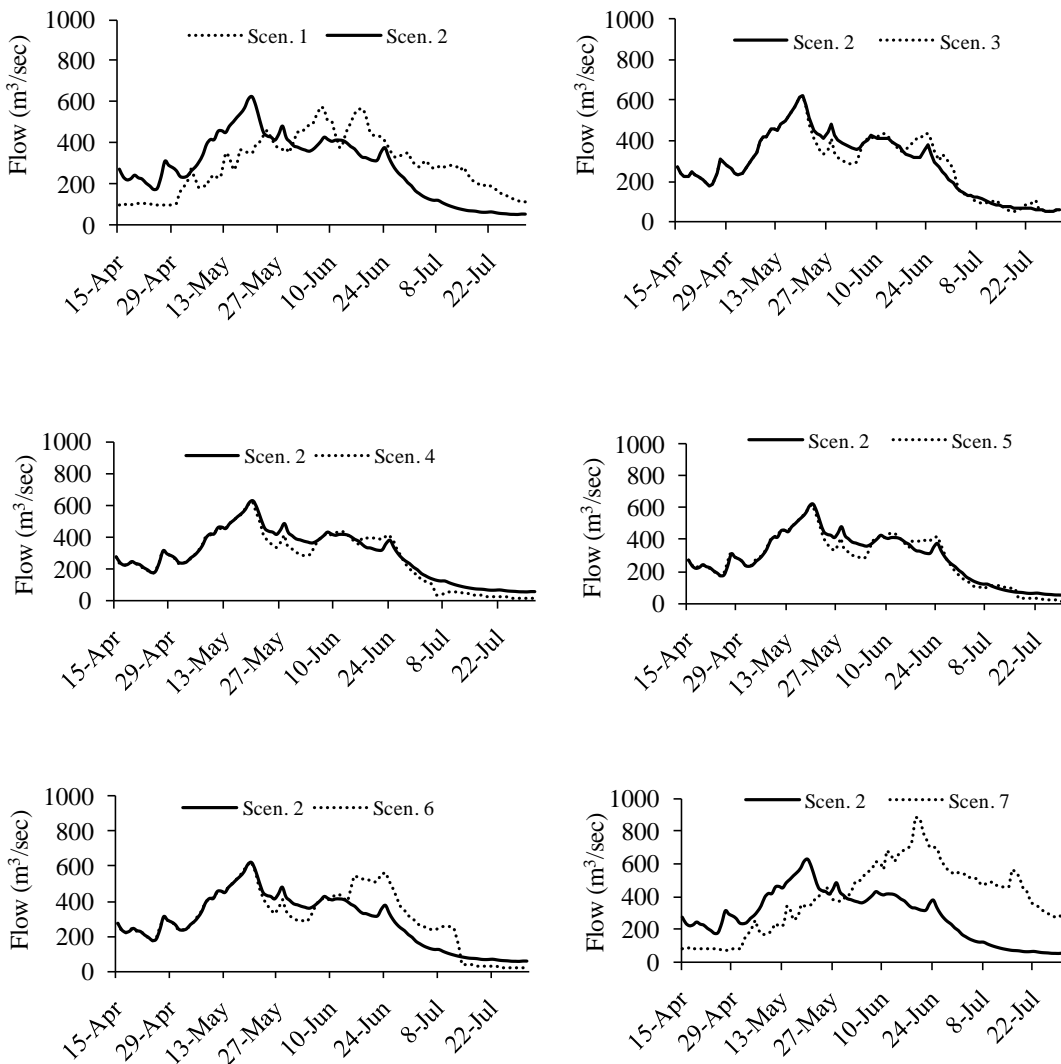 Scen. 1 Scen. 2
Flow (m³/sec)
1000
800
600
400
200
0
15-Apr
29-Apr
13-May
27-May
10-Jun
24-Jun
8-Jul
22-Jul
Scen. 2 Scen. 3
Flow (m³/sec)
1000
800
600
400
200
0
15-Apr
29-Apr
13-May
27-May
10-Jun
24-Jun
8-Jul
22-Jul
Scen. 2 Scen. 4
Flow (m³/sec)
1000
800
600
400
200
0
15-Apr
29-Apr
13-May
27-May
10-Jun
24-Jun
8-Jul
22-Jul
Scen. 2 Scen. 5
Flow (m³/sec)
1000
800
600
400
200
0
15-Apr
29-Apr
13-May
27-May
10-Jun
24-Jun
8-Jul
22-Jul
Scen. 2 Scen. 6
Flow (m³/sec)
1000
800
600
400
200
0
15-Apr
29-Apr
13-May
27-May
10-Jun
24-Jun
8-Jul
22-Jul
Scen. 2 Scen. 7
Flow (m³/sec)
1000
800
600
400
200
0
15-Apr
29-Apr
13-May
27-May
10-Jun
24-Jun
8-Jul
22-Jul